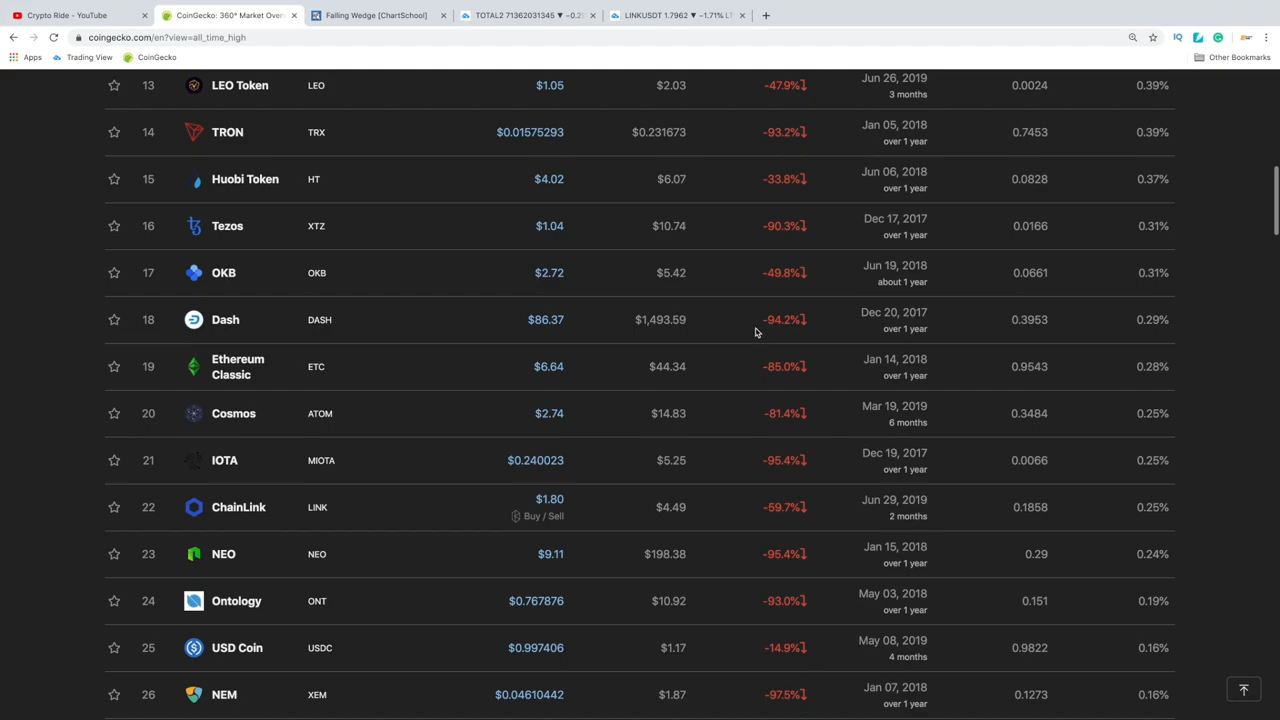 Crypto Ride - YouTube
CoinGecko: 360° Market Over
Falling Wedge [ChartSchool]
TOTAL2 71362031345 ▼ −0.25
LINKUSDT 1.7962 ▼ −1.71% LT
coingecko.com/en?view=all_time_high
Apps
Trading View
CoinGecko
Other Bookmarks
13 LEO Token LEO $1.05 $2.03 -47.9% Jun 26, 2019 3 months 0.0024 0.39%
14 TRON TRX $0.01575293 $0.231673 -93.2% Jan 05, 2018 over 1 year 0.7453 0.39%
15 Huobi Token HT $4.02 $6.07 -33.8% Jun 06, 2018 over 1 year 0.0828 0.37%
16 Tezos XTZ $1.04 $10.74 -90.3% Dec 17, 2017 over 1 year 0.0166 0.31%
17 OKB OKB $2.72 $5.42 -49.8% Jun 19, 2018 about 1 year 0.0661 0.31%
18 Dash DASH $86.37 $1,493.59 -94.2% Dec 20, 2017 over 1 year 0.3953 0.29%
19 Ethereum Classic ETC $6.64 $44.34 -85.0% Jan 14, 2018 over 1 year 0.9543 0.28%
20 Cosmos ATOM $2.74 $14.83 -81.4% Mar 19, 2019 6 months 0.3484 0.25%
21 IOTA MIOTA $0.240023 $5.25 -95.4% Dec 19, 2017 over 1 year 0.0066 0.25%
22 ChainLink LINK $1.80 Buy / Sell $4.49 -59.7% Jun 29, 2019 2 months 0.1858 0.25%
23 NEO NEO $9.11 $198.38 -95.4% Jan 15, 2018 over 1 year 0.29 0.24%
24 Ontology ONT $0.767876 $10.92 -93.0% May 03, 2018 over 1 year 0.151 0.19%
25 USD Coin USDC $0.997406 $1.17 -14.9% May 08, 2019 4 months 0.9822 0.16%
26 NEM XEM $0.04610442 $1.87 -97.5% Jan 07, 2018 over 1 year 0.1273 0.16%